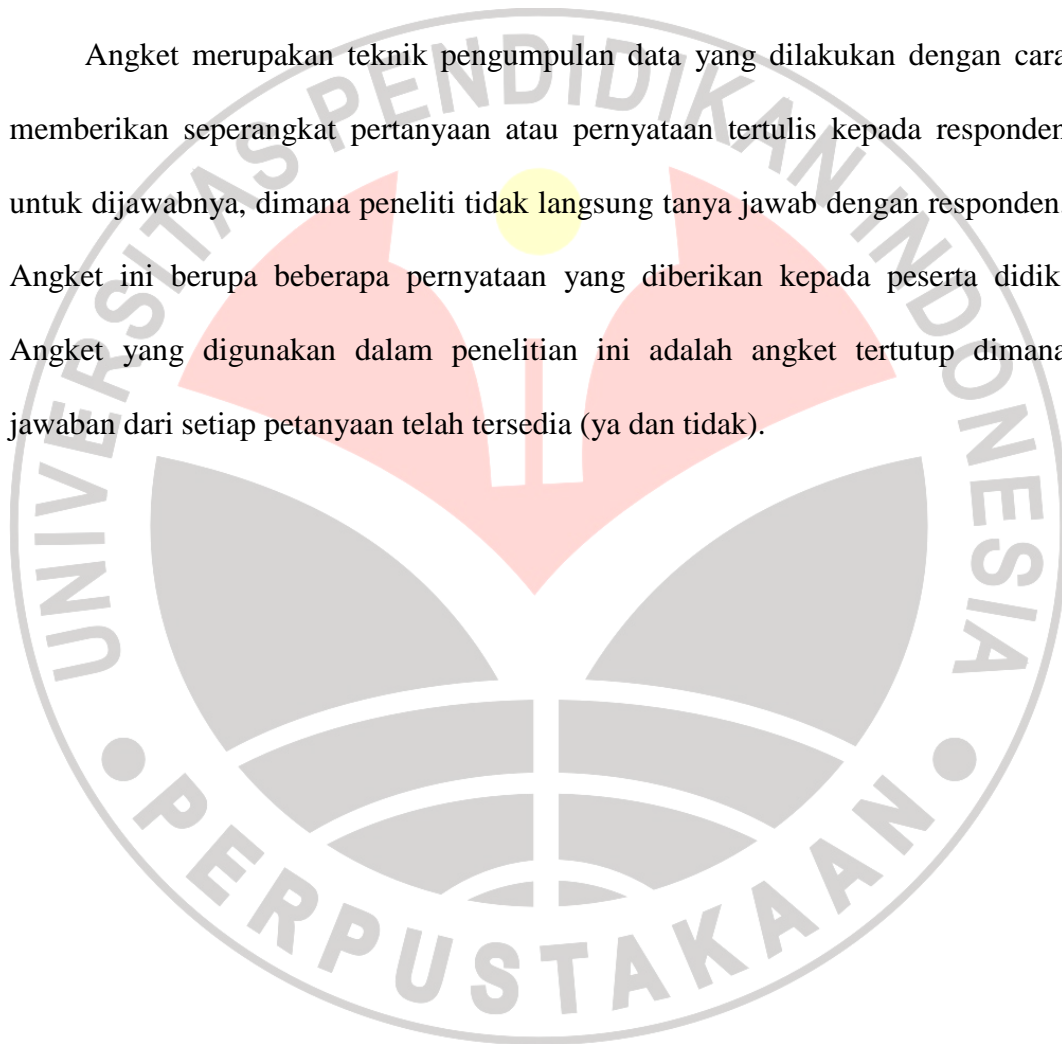 Angket merupakan teknik pengumpulan data yang dilakukan dengan cara
memberikan seperangkat pertanyaan atau pernyataan tertulis kepada responden
untuk dijawabnya, dimana peneliti tidak langsung tanya jawab dengan responden
Angket ini berupa beberapa pernyataan yang diberikan kepada peserta didik
Angket yang digunakan dalam penelitian ini adalah angket tertutup dimana
jawaban dari setiap petanyaan telah tersedia (ya dan tidak).
UNIVERSITAS PENDIDIKAN INDONESIA
PERPUSTAKAAN